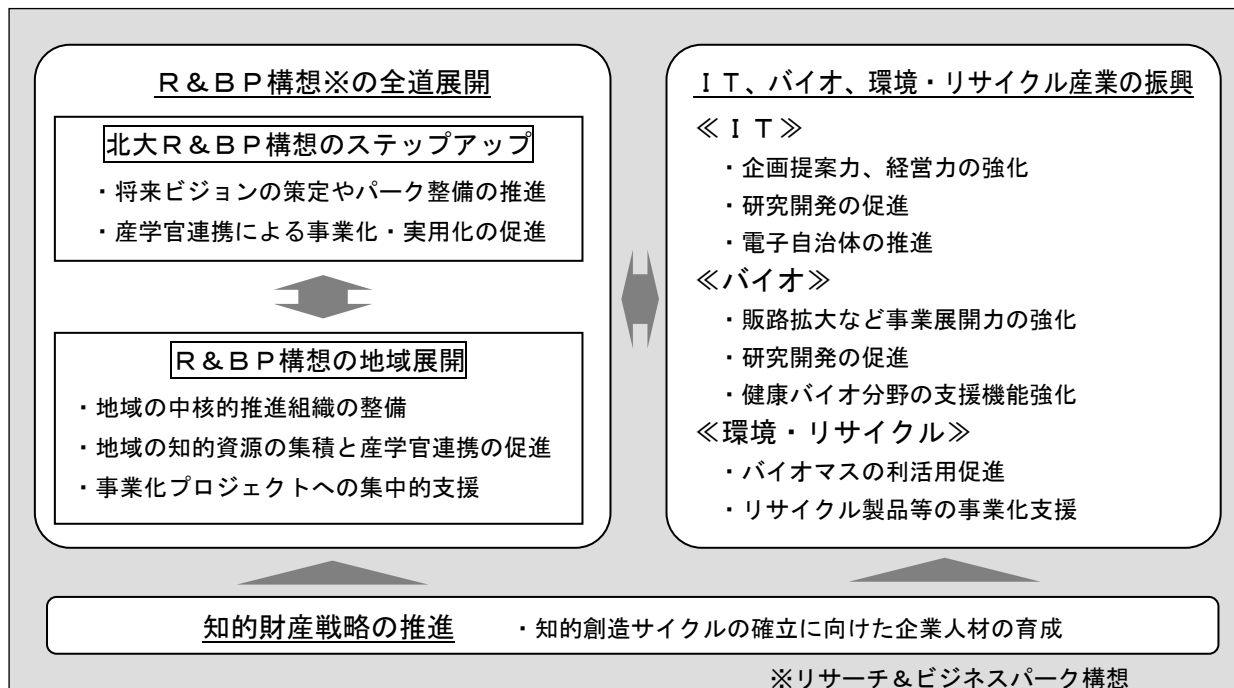 R&BP構想※の全道展開
北大R&BP構想のステップアップ
・将来ビジョンの策定やパーク整備の推進
・産学官連携による事業化・実用化の促進
R&BP構想の地域展開
・地域の中核的推進組織の整備
・地域の知的資源の集積と産学官連携の促進
・事業化プロジェクトへの集中的支援
IT、バイオ、環境・リサイクル産業の振興
≪IT≫
・企画提案力、経営力の強化
・研究開発の促進
・電子自治体の推進
≪バイオ≫
・販路拡大など事業展開力の強化
・研究開発の促進
・健康バイオ分野の支援機能強化
≪環境・リサイクル≫
・バイオマスの利活用促進
・リサイクル製品等の事業化支援
知的財産戦略の推進 ・知的創造サイクルの確立に向けた企業人材の育成
※リサーチ&ビジネスパーク構想